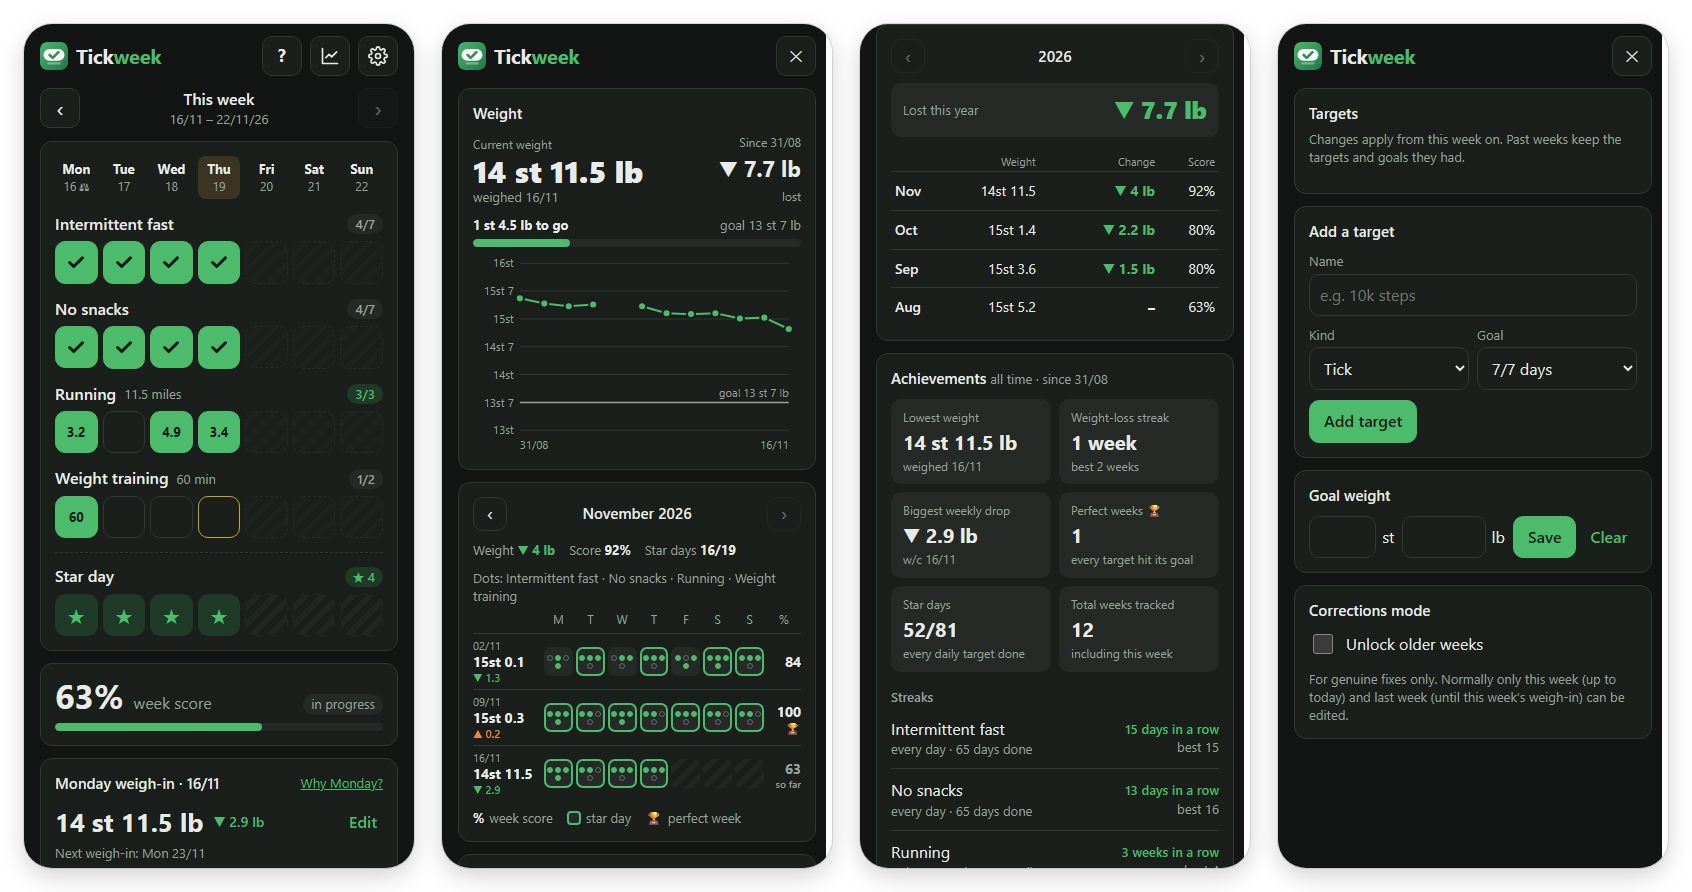 Tickweek
?
This week
16/11 – 22/11/26
Mon Tue Wed Thu Fri Sat Sun
16 17 18 19 20 21 22
Intermittent fast 4/7
No snacks 4/7
Running 11.5 miles 3/3
3.2 4.9 3.4
Weight training 60 min 1/2
60
Star day ★ 4
63% week score in progress
Monday weigh-in · 16/11 Why Monday?
14 st 11.5 lb ▼ 2.9 lb Edit
Next weigh-in: Mon 23/11
Tickweek
Weight
Current weight Since 31/08
14 st 11.5 lb ▼ 7.7 lb
weighed 16/11 lost
1 st 4.5 lb to go goal 13 st 7 lb
16st
15st 7
15st
14st 7
14st
goal 13 st 7 lb
13st 7
13st
31/08 16/11
November 2026
Weight ▼ 4 lb Score 92% Star days 16/19
Dots: Intermittent fast · No snacks · Running · Weight
training
M T W T F S S %
02/11
15st 0.1 84
▼ 1.3
09/11
15st 0.3 100
▲ 0.2
16/11
14st 11.5 63
▼ 2.9 so far
% week score star day perfect week
2026
Lost this year ▼ 7.7 lb
Weight Change Score
Nov 14st 11.5 ▼ 4 lb 92%
Oct 15st 1.4 ▼ 2.2 lb 80%
Sep 15st 3.6 ▼ 1.5 lb 80%
Aug 15st 5.2 – 63%
Achievements all time · since 31/08
Lowest weight
14 st 11.5 lb
weighed 16/11
Weight-loss streak
1 week
best 2 weeks
Biggest weekly drop
▼ 2.9 lb
w/c 16/11
Perfect weeks
1
every target hit its goal
Star days
52/81
every daily target done
Total weeks tracked
12
including this week
Streaks
Intermittent fast 15 days in a row
every day · 65 days done best 15
No snacks 13 days in a row
every day · 65 days done best 16
Running 3 weeks in a row
Tickweek
Targets
Changes apply from this week on. Past weeks keep the
targets and goals they had.
Add a target
Name
e.g. 10k steps
Kind Goal
Tick 7/7 days
Add target
Goal weight
st lb Save Clear
Corrections mode
Unlock older weeks
For genuine fixes only. Normally only this week (up to
today) and last week (until this week's weigh-in) can be
edited.